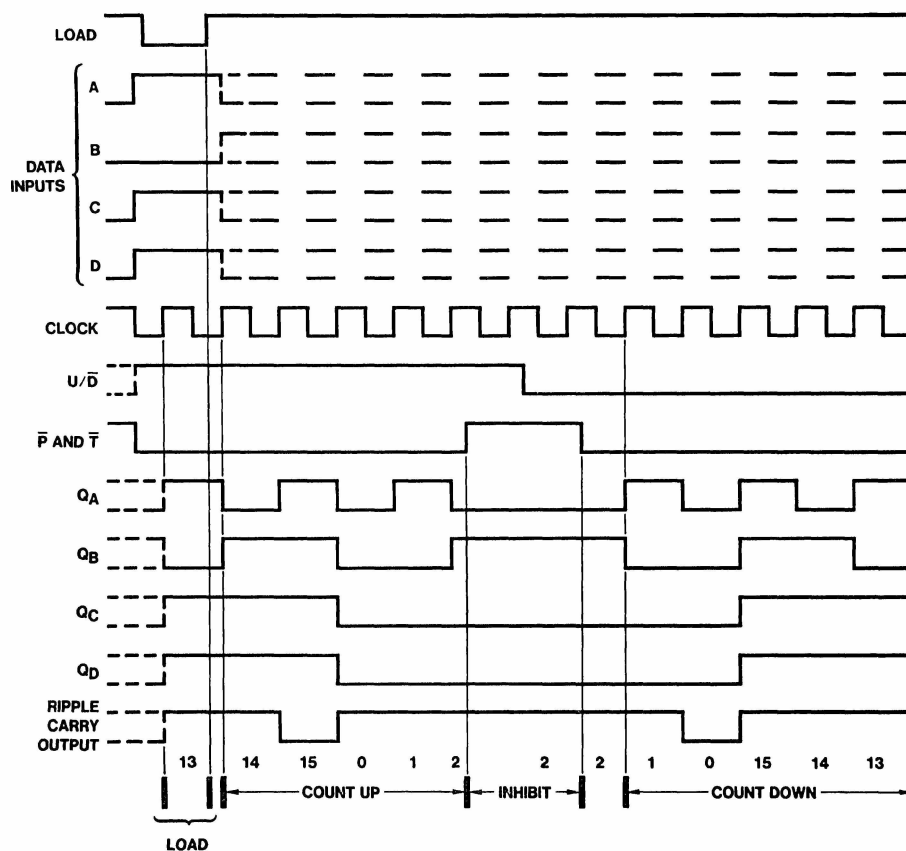 LOAD
A
B
DATA
INPUTS
C
D
CLOCK
U/D̅
P̅ AND T̅
QA
QB
QC
QD
RIPPLE
CARRY
OUTPUT
13 14 15 0 1 2 2 2 1 0 15 14 13
COUNT UP INHIBIT COUNT DOWN
LOAD